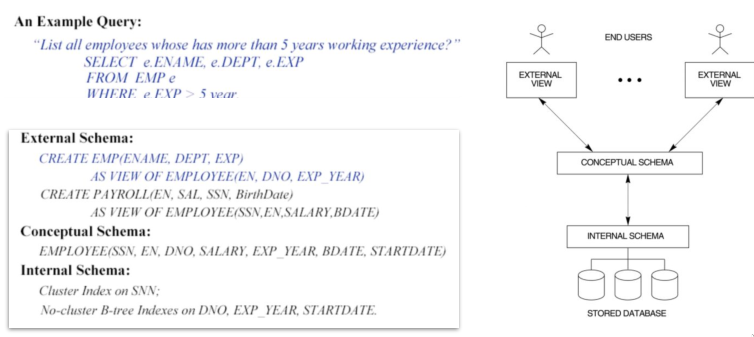 An Example Query:
“List all employees whose has more than 5 years working experience?”
SELECT e.ENAME, e.DEPT, e.EXP
FROM EMP e
WHERE e.EXP > 5 year
External Schema:
CREATE EMP(ENAME, DEPT, EXP)
AS VIEW OF EMPLOYEE(EN, DNO, EXP_YEAR)
CREATE PAYROLL(EN, SAL, SSN, BirthDate)
AS VIEW OF EMPLOYEE(SSN,EN,SALARY,BDATE)
Conceptual Schema:
EMPLOYEE(SSN, EN, DNO, SALARY, EXP_YEAR, BDATE, STARTDATE)
Internal Schema:
Cluster Index on SNN;
No-cluster B-tree Indexes on DNO, EXP_YEAR, STARTDATE.
END USERS
EXTERNAL
VIEW
EXTERNAL
VIEW
CONCEPTUAL SCHEMA
INTERNAL SCHEMA
STORED DATABASE